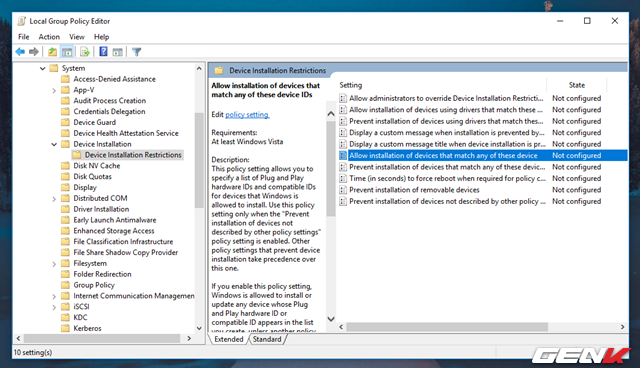 Local Group Policy Editor
File Action View Help
System
Access-Denied Assistance
App-V
Audit Process Creation
Credentials Delegation
Device Guard
Device Health Attestation Service
Device Installation
Device Installation Restrictions
Disk NV Cache
Disk Quotas
Display
Distributed COM
Driver Installation
Early Launch Antimalware
Enhanced Storage Access
File Classification Infrastructure
File Share Shadow Copy Provider
Filesystem
Folder Redirection
Group Policy
Internet Communication Managemen
iSCSI
KDC
Kerberos
Device Installation Restrictions
Allow installation of devices that
match any of these device IDs
Edit policy setting.
Requirements:
At least Windows Vista
Description:
This policy setting allows you to
specify a list of Plug and Play
hardware IDs and compatible IDs
for devices that Windows is
allowed to install. Use this policy
setting only when the "Prevent
installation of devices not
described by other policy settings"
policy setting is enabled. Other
policy settings that prevent device
installation take precedence over
this one.
If you enable this policy setting,
Windows is allowed to install or
update any device whose Plug
and Play hardware ID or
compatible ID appears in the list
you create, unless another policy
Setting State
Allow administrators to override Device Installation Restricti... Not configured
Allow installation of devices using drivers that match these ... Not configured
Prevent installation of devices using drivers that match thes... Not configured
Display a custom message when installation is prevented by... Not configured
Display a custom message title when device installation is pr... Not configured
Allow installation of devices that match any of these device ... Not configured
Prevent installation of devices that match any of these devic... Not configured
Time (in seconds) to force reboot when required for policy c... Not configured
Prevent installation of removable devices Not configured
Prevent installation of devices not described by other policy ... Not configured
Extended Standard
10 setting(s)
GENK